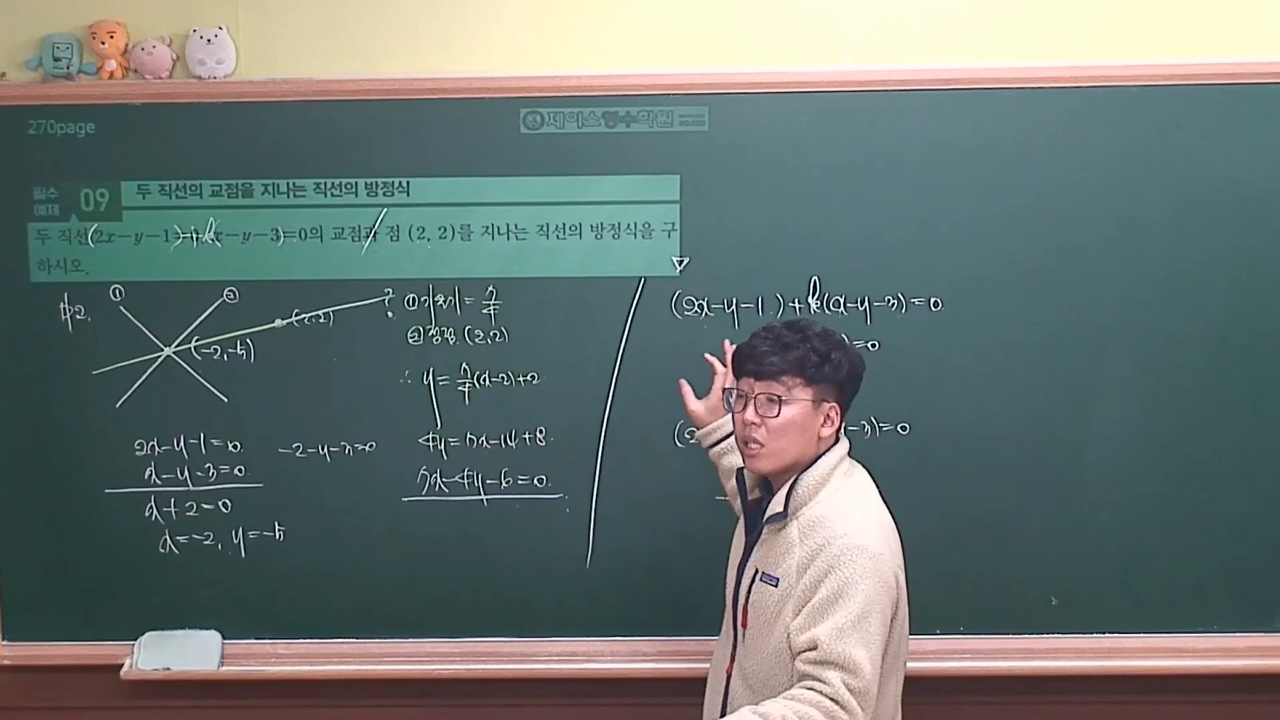 270page
제이스영수학원
필수 예제 09 두 직선의 교점을 지나는 직선의 방정식
두 직선(2x-y-1)+k(x-y-3)=0의 교점과 점 (2, 2)를 지나는 직선의 방정식을 구
하시오.
① ② ?
(2,2)
(-2,-5)
2x-y-1=0.
x-y-3=0.
x+2=0
x=-2, y=-5
-2-y-3=0
①기울기=7/4
②점 (2,2)
∴ y=7/4(x-2)+2
4y=7x-14+8.
7x-4y-6=0.
(2x-y-1)+k(x-y-3)=0.
)=0
(2
-3)=0